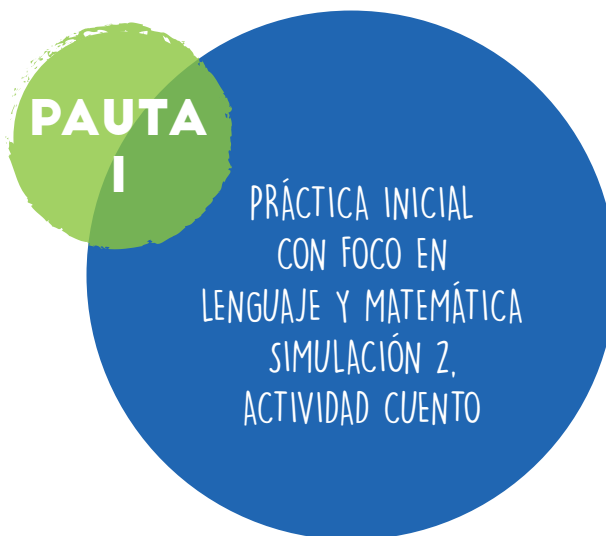 PAUTA
I
PRÁCTICA INICIAL
CON FOCO EN
LENGUAJE Y MATEMÁTICA
SIMULACIÓN 2,
ACTIVIDAD CUENTO